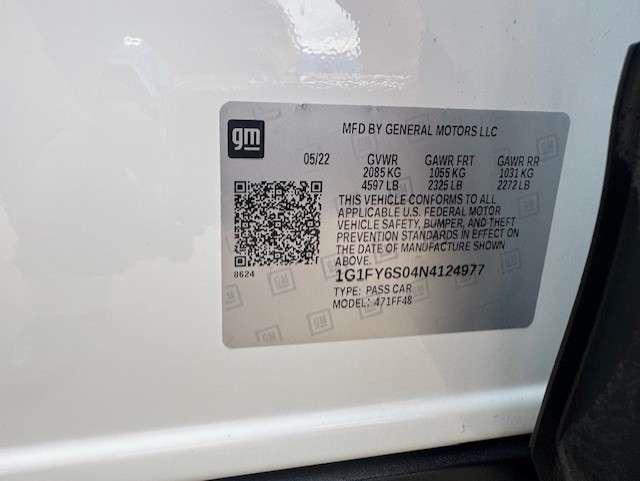 gm
MFD BY GENERAL MOTORS LLC
05/22 GVWR GAWR FRT GAWR RR
2085 KG 1055 KG 1031 KG
4597 LB 2325 LB 2272 LB
THIS VEHICLE CONFORMS TO ALL
APPLICABLE U.S. FEDERAL MOTOR
VEHICLE SAFETY, BUMPER, AND THEFT
PREVENTION STANDARDS IN EFFECT ON
THE DATE OF MANUFACTURE SHOWN
ABOVE.
8624
1G1FY6S04N4124977
TYPE: PASS CAR
MODEL: 471FF48